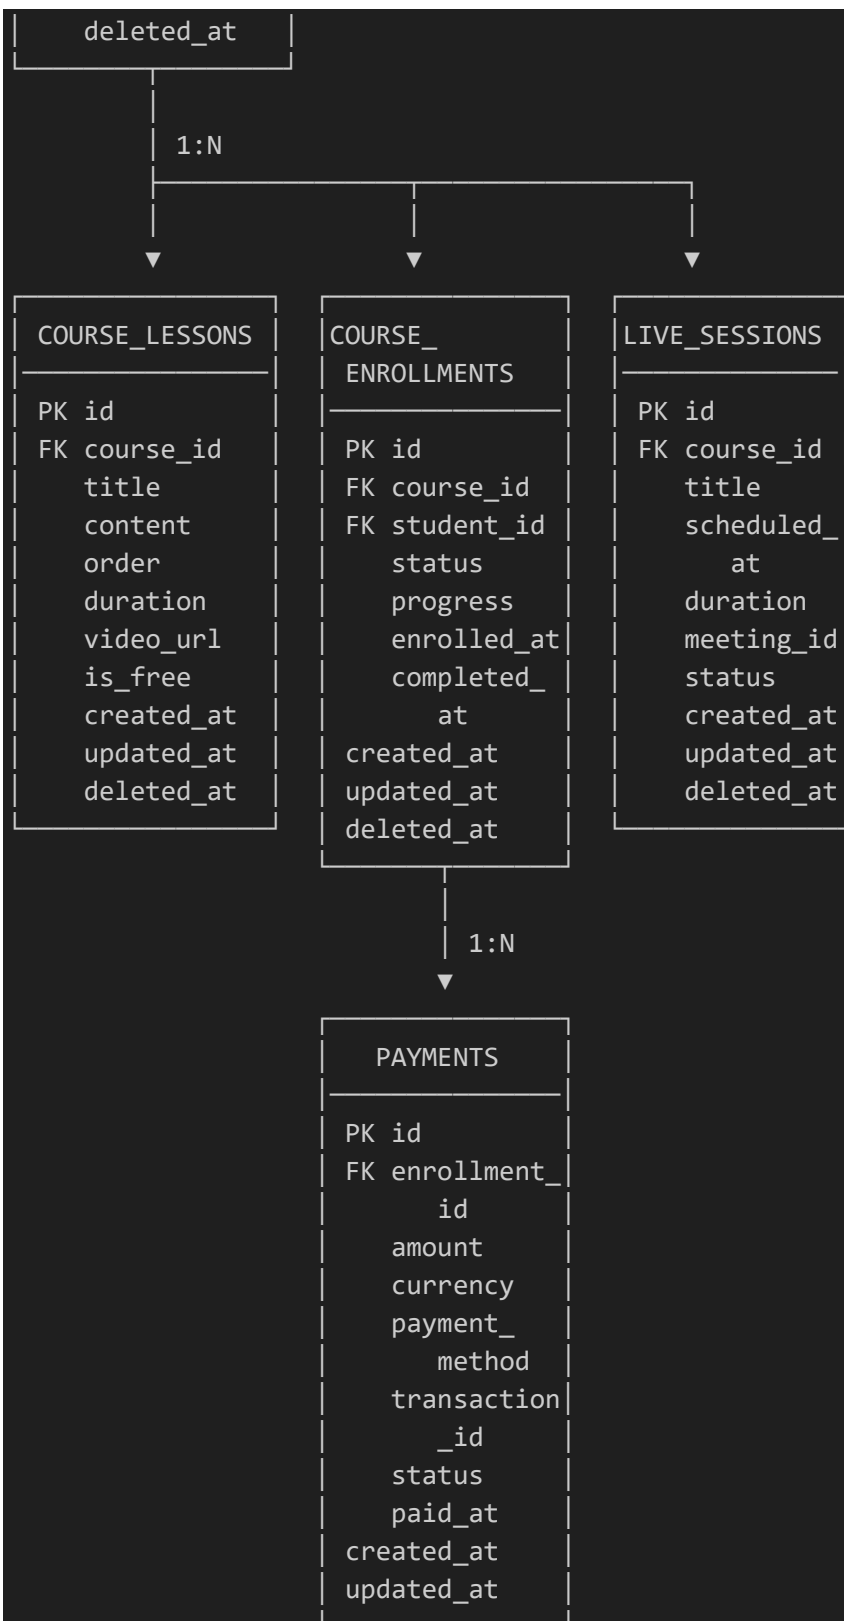 deleted_at
1:N
COURSE_LESSONS
PK id
FK course_id
title
content
order
duration
video_url
is_free
created_at
updated_at
deleted_at
COURSE_
ENROLLMENTS
PK id
FK course_id
FK student_id
status
progress
enrolled_at
completed_
at
created_at
updated_at
deleted_at
LIVE_SESSIONS
PK id
FK course_id
title
scheduled_
at
duration
meeting_id
status
created_at
updated_at
deleted_at
1:N
PAYMENTS
PK id
FK enrollment_
id
amount
currency
payment_
method
transaction
_id
status
paid_at
created_at
updated_at